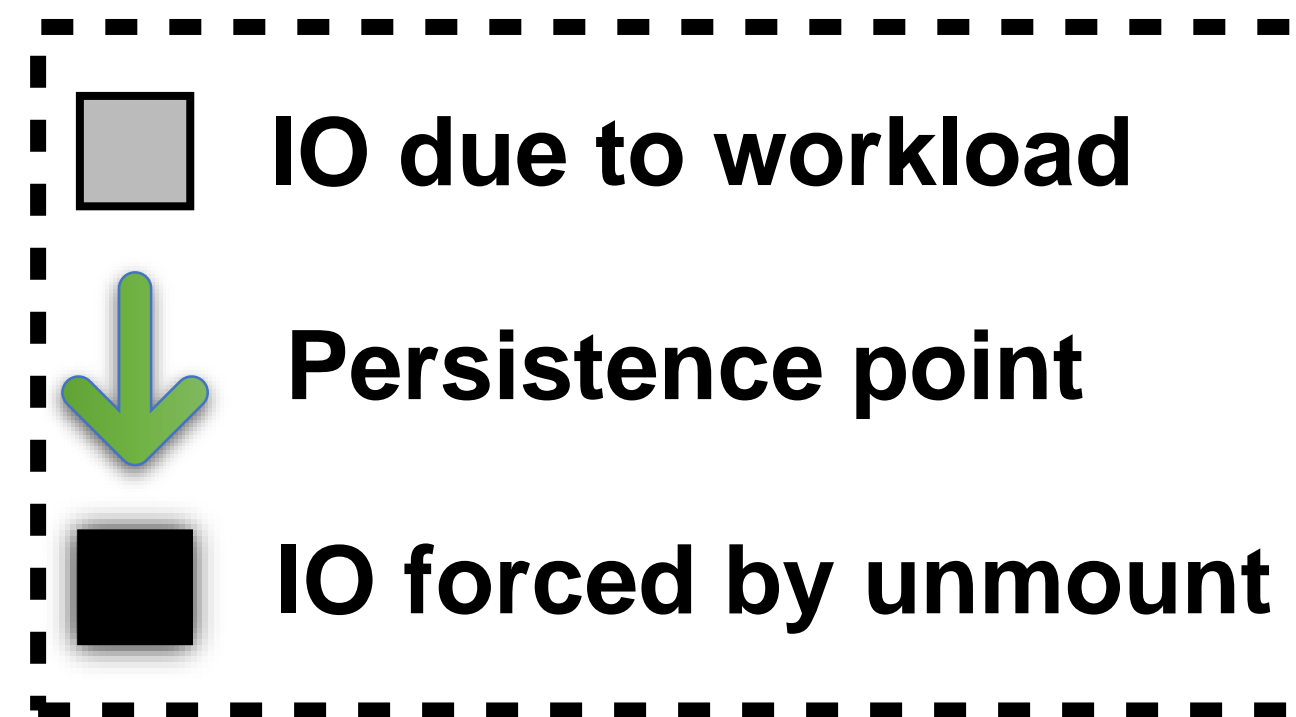 IO due to workload
Persistence point
IO forced by unmount